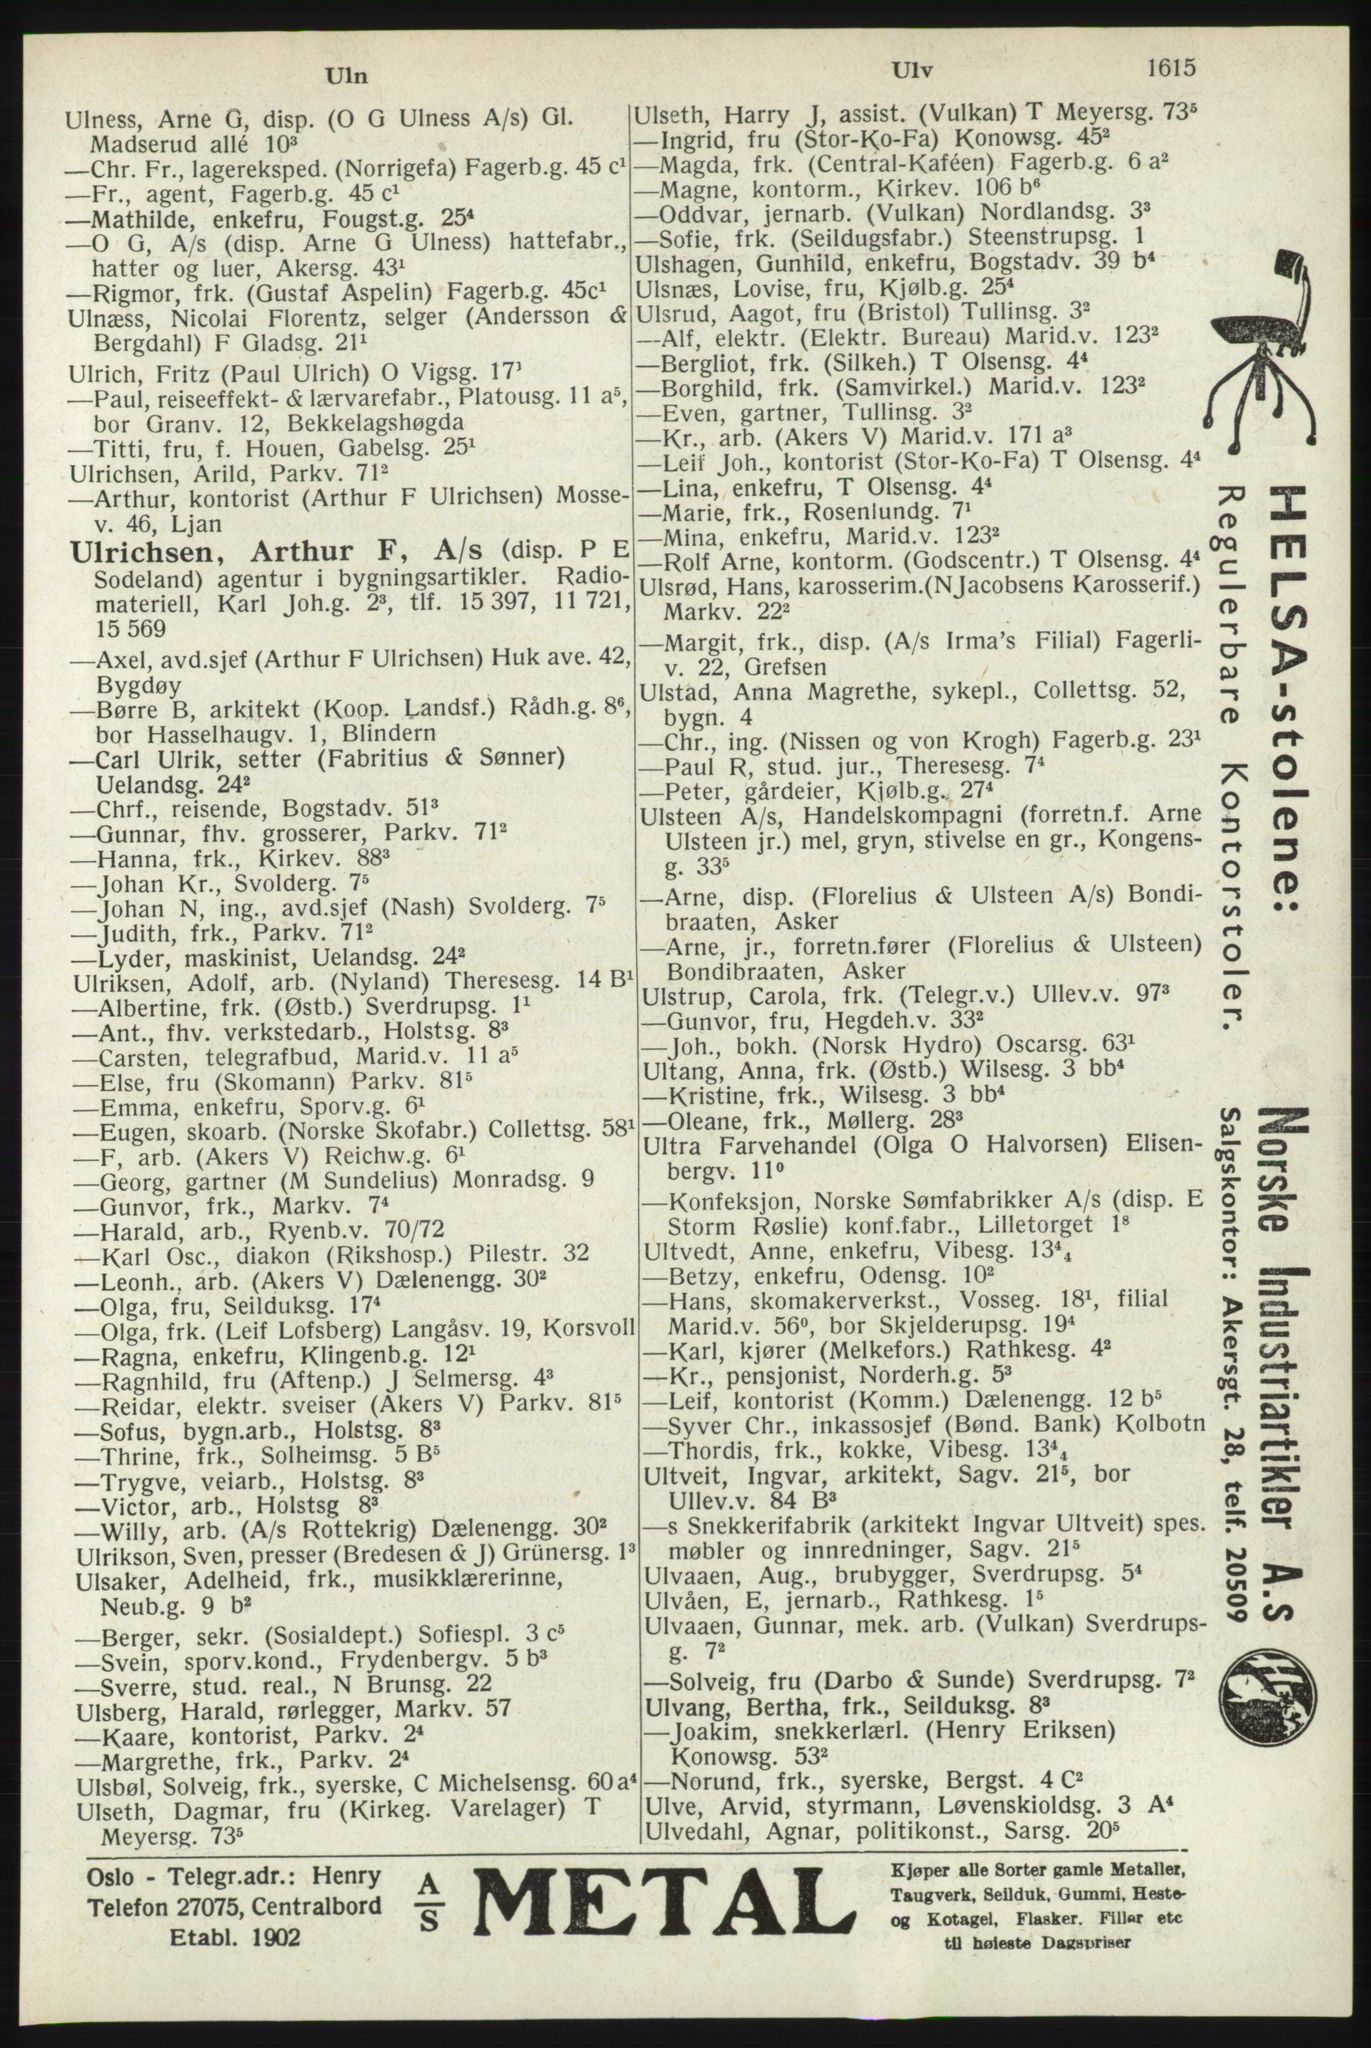 Uln
Ulv
1615
Ulness, Arne G, disp. (O G Ulness A/s) Gl.
Madserud allé 10³
—Chr. Fr., lagereksped. (Norrigefa) Fagerb.g. 45 c¹
—Fr., agent, Fagerb.g. 45 c¹
—Mathilde, enkefru, Fougst.g. 25⁴
—O G, A/s (disp. Arne G Ulness) hattefabr.,
hatter og luer, Akersg. 43¹
—Rigmor, frk. (Gustaf Aspelin) Fagerb.g. 45c¹
Ulnæss, Nicolai Florentz, selger (Andersson &
Bergdahl) F Gladsg. 21¹
Ulrich, Fritz (Paul Ulrich) O Vigsg. 17¹
—Paul, reiseeffekt- & lærvarefabr., Platousg. 11 a⁵,
bor Granv. 12, Bekkelagshøgda
—Titti, fru, f. Houen, Gabelsg. 25¹
Ulrichsen, Arild, Parkv. 71²
—Arthur, kontorist (Arthur F Ulrichsen) Mosse-
v. 46, Ljan
Ulrichsen, Arthur F, A/s (disp. P E
Sodeland) agentur i bygningsartikler. Radio-
materiell, Karl Joh.g. 2³, tlf. 15 397, 11 721,
15 569
—Axel, avd.sjef (Arthur F Ulrichsen) Huk ave. 42,
Bygdøy
—Børre B, arkitekt (Koop. Landsf.) Rådh.g. 8⁶,
bor Hasselhaugv. 1, Blindern
—Carl Ulrik, setter (Fabritius & Sønner)
Uelandsg. 24²
—Chrf., reisende, Bogstadv. 51³
—Gunnar, fhv. grosserer, Parkv. 71²
—Hanna, frk., Kirkev. 88³
—Johan Kr., Svolderg. 7⁵
—Johan N, ing., avd.sjef (Nash) Svolderg. 7⁵
—Judith, frk., Parkv. 71²
—Lyder, maskinist, Uelandsg. 24²
Ulriksen, Adolf, arb. (Nyland) Theresesg. 14 B¹
—Albertine, frk. (Østb.) Sverdrupsg. 1¹
—Ant., fhv. verkstedarb., Holstsg. 8³
—Carsten, telegrafbud, Marid.v. 11 a⁵
—Else, fru (Skomann) Parkv. 81⁵
—Emma, enkefru, Sporv.g. 6¹
—Eugen, skoarb. (Norske Skofabr.) Collettsg. 58¹
—F, arb. (Akers V) Reichw.g. 6¹
—Georg, gartner (M Sundelius) Monradsg. 9
—Gunvor, frk., Markv. 7⁴
—Harald, arb., Ryenb.v. 70/72
—Karl Osc., diakon (Rikshosp.) Pilestr. 32
—Leonh., arb. (Akers V) Dælenengg. 30²
—Olga, fru, Seilduksg. 17⁴
—Olga, frk. (Leif Lofsberg) Langåsv. 19, Korsvoll
—Ragna, enkefru, Klingenb.g. 12¹
—Ragnhild, fru (Aftenp.) J Selmersg. 4³
—Reidar, elektr. sveiser (Akers V) Parkv. 81⁵
—Sofus, bygn.arb., Holstsg. 8³
—Thrine, frk., Solheimsg. 5 B⁵
—Trygve, veiarb., Holstsg. 8³
—Victor, arb., Holstsg 8³
—Willy, arb. (A/s Rottekrig) Dælenengg. 30²
Ulrikson, Sven, presser (Bredesen & J) Grünersg. 1³
Ulsaker, Adelheid, frk., musikklærerinne,
Neub.g. 9 b²
—Berger, sekr. (Sosialdept.) Sofiespl. 3 c⁵
—Svein, sporv.kond., Frydenbergv. 5 b³
—Sverre, stud. real., N Brunsg. 22
Ulsberg, Harald, rørlegger, Markv. 57
—Kaare, kontorist, Parkv. 2⁴
—Margrethe, frk., Parkv. 2⁴
Ulsbøl, Solveig, frk., syerske, C Michelsensg. 60 a⁴
Ulseth, Dagmar, fru (Kirkeg. Varelager) T
Meyersg. 73⁵
Ulseth, Harry J, assist. (Vulkan) T Meyersg. 73⁵
—Ingrid, fru (Stor-Ko-Fa) Konowsg. 45²
—Magda, frk. (Central-Kaféen) Fagerb.g. 6 a²
—Magne, kontorm., Kirkev. 106 b⁶
—Oddvar, jernarb. (Vulkan) Nordlandsg. 3³
—Sofie, frk. (Seildugsfabr.) Steenstrupsg. 1
Ulshagen, Gunhild, enkefru, Bogstadv. 39 b⁴
Ulsnæs, Lovise, fru, Kjølb.g. 25⁴
Ulsrud, Aagot, fru (Bristol) Tullinsg. 3²
—Alf, elektr. (Elektr. Bureau) Marid.v. 123²
—Bergliot, frk. (Silkeh.) T Olsensg. 4⁴
—Borghild, frk. (Samvirkel.) Marid.v. 123²
—Even, gartner, Tullinsg. 3²
—Kr., arb. (Akers V) Marid.v. 171 a³
—Leif Joh., kontorist (Stor-Ko-Fa) T Olsensg. 4⁴
—Lina, enkefru, T Olsensg. 4⁴
—Marie, frk., Rosenlundg. 7¹
—Mina, enkefru, Marid.v. 123²
—Rolf Arne, kontorm. (Godscentr.) T Olsensg. 4⁴
Ulsrød, Hans, karosserim.(N Jacobsens Karosserif.)
Markv. 22²
—Margit, frk., disp. (A/s Irma's Filial) Fagerli-
v. 22, Grefsen
Ulstad, Anna Magrethe, sykepl., Collettsg. 52,
bygn. 4
—Chr., ing. (Nissen og von Krogh) Fagerb.g. 23¹
—Paul R, stud. jur., Theresesg. 7⁴
—Peter, gårdeier, Kjølb.g. 27⁴
Ulsteen A/s, Handelskompagni (forretn.f. Arne
Ulsteen jr.) mel, gryn, stivelse en gr., Kongens-
g. 33⁵
—Arne, disp. (Florelius & Ulsteen A/s) Bondi-
braaten, Asker
—Arne, jr., forretn.fører (Florelius & Ulsteen)
Bondibraaten, Asker
Ulstrup, Carola, frk. (Telegr.v.) Ullev.v. 97³
—Gunvor, fru, Hegdeh.v. 33²
—Joh., bokh. (Norsk Hydro) Oscarsg. 63¹
Ultang, Anna, frk. (Østb.) Wilsesg. 3 bb⁴
—Kristine, frk., Wilsesg. 3 bb⁴
—Oleane, frk., Møllerg. 28³
Ultra Farvehandel (Olga O Halvorsen) Elisen-
bergv. 11⁰
—Konfeksjon, Norske Sømfabrikker A/s (disp. E
Storm Røslie) konf.fabr., Lilletorget 1⁸
Ultvedt, Anne, enkefru, Vibesg. 13⁴₄
—Betzy, enkefru, Odensg. 10²
—Hans, skomakerverkst., Vosseg. 18¹, filial
Marid.v. 56⁰, bor Skjelderupsg. 19⁴
—Karl, kjører (Melkefors.) Rathkesg. 4²
—Kr., pensjonist, Norderh.g. 5³
—Leif, kontorist (Komm.) Dælenengg. 12 b⁵
—Syver Chr., inkassosjef (Bønd. Bank) Kolbotn
—Thordis, frk., kokke, Vibesg. 13⁴₄
Ultveit, Ingvar, arkitekt, Sagv. 21⁵, bor
Ullev.v. 84 B³
—s Snekkerifabrik (arkitekt Ingvar Ultveit) spes.
møbler og innredninger, Sagv. 21⁵
Ulvaaen, Aug., brubygger, Sverdrupsg. 5⁴
Ulvåen, E, jernarb., Rathkesg. 1⁵
Ulvaaen, Gunnar, mek. arb. (Vulkan) Sverdrups-
g. 7²
—Solveig, fru (Darbo & Sunde) Sverdrupsg. 7²
Ulvang, Bertha, frk., Seilduksg. 8³
—Joakim, snekkerlærl. (Henry Eriksen)
Konowsg. 53²
—Norund, frk., syerske, Bergst. 4 C²
Ulve, Arvid, styrmann, Løvenskioldsg. 3 A⁴
Ulvedahl, Agnar, politikonst., Sarsg. 20⁵
HELSA-stolene:
Regulerbare Kontorstoler.
Norske Industriartikler A.s
Salgskontor: Akersgt. 28, telf. 20509
Oslo - Telegr.adr.: Henry
Telefon 27075, Centralbord
Etabl. 1902
A/S METAL
Kjøper alle Sorter gamle Metaller,
Taugverk, Seilduk, Gummi, Heste-
og Kotagel, Flasker. Filler etc
til høieste Dagspriser